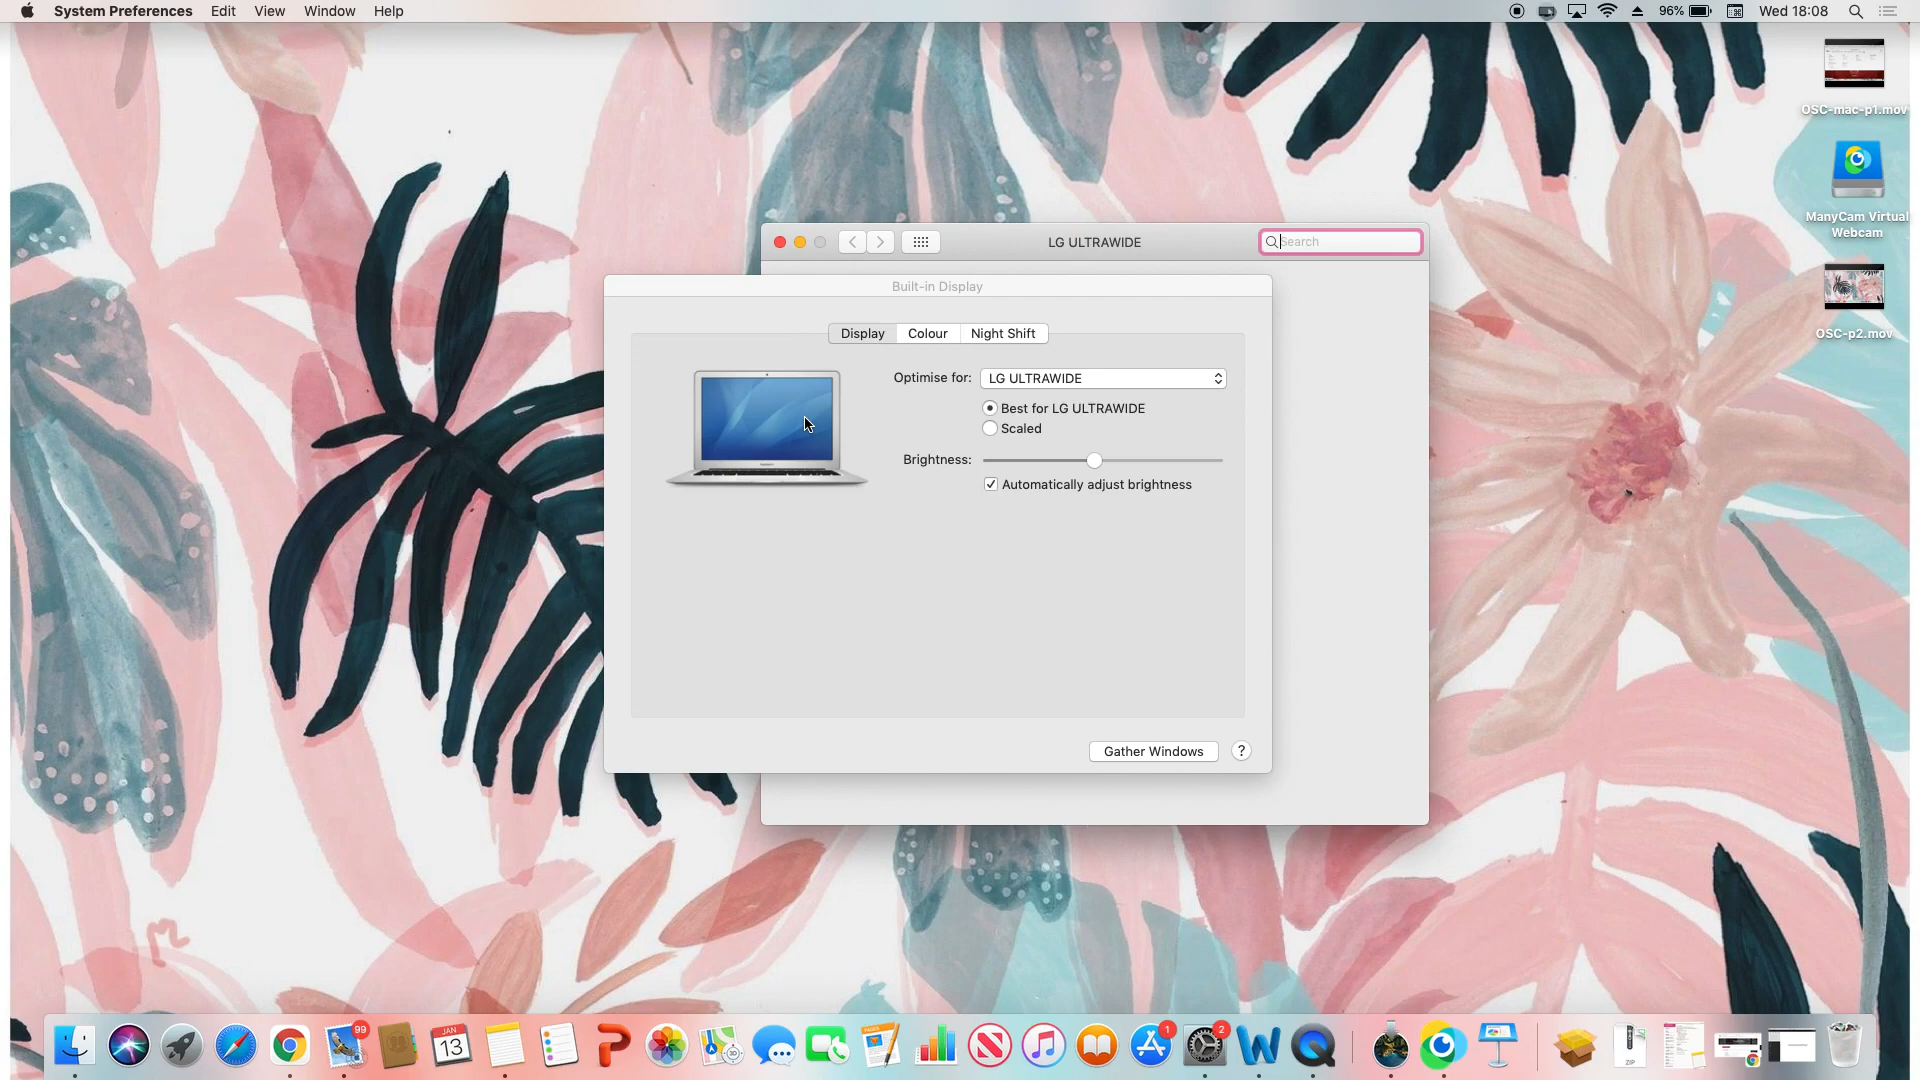 System Preferences Edit View Window Help
96% Wed 18:08
OSC-mac-p1.mov
ManyCam Virtual
Webcam
OSC-p2.mov
LG ULTRAWIDE
Search
Built-in Display
Display Colour Night Shift
Optimise for: LG ULTRAWIDE
Best for LG ULTRAWIDE
Scaled
Brightness:
Automatically adjust brightness
Gather Windows ?
99
JAN
13
PAGES
1
2
ZIP